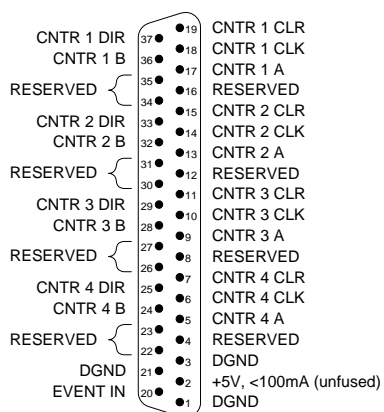 19 CNTR 1 CLR
CNTR 1 DIR 37
18 CNTR 1 CLK
CNTR 1 B 36
17 CNTR 1 A
35
RESERVED
16 RESERVED
34
15 CNTR 2 CLR
CNTR 2 DIR 33
14 CNTR 2 CLK
CNTR 2 B 32
13 CNTR 2 A
31
RESERVED
12 RESERVED
30
11 CNTR 3 CLR
CNTR 3 DIR 29
10 CNTR 3 CLK
CNTR 3 B 28
9 CNTR 3 A
27
RESERVED
8 RESERVED
26
7 CNTR 4 CLR
CNTR 4 DIR 25
6 CNTR 4 CLK
CNTR 4 B 24
5 CNTR 4 A
23
RESERVED
4 RESERVED
22
3 DGND
DGND 21
2 +5V, <100mA (unfused)
EVENT IN 20
1 DGND